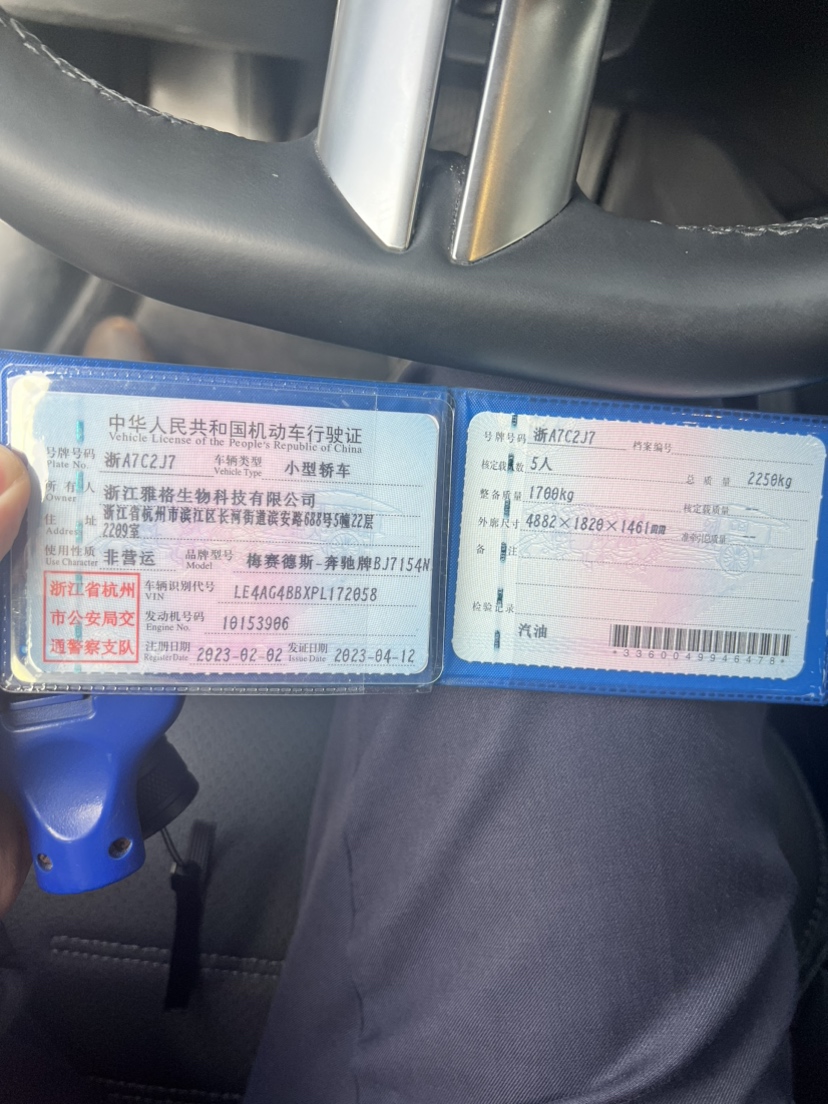 中华人民共和国机动车行驶证
Vehicle License of the People's Republic of China
号牌号码 浙A7C2J7 车辆类型 小型轿车
Plate No. Vehicle Type
所有人 浙江雅格生物科技有限公司
Owner
住址 浙江省杭州市滨江区长河街道滨安路688号5幢22层
Address 2209室
使用性质 非营运 品牌型号 梅赛德斯-奔驰牌BJ7154N
Use Character Model
浙江省杭州
市公安局交
通警察支队
车辆识别代号 LE4AG4BBXPL172058
VIN
发动机号码 10153906
Engine No.
注册日期 2023-02-02 发证日期 2023-04-12
Register Date Issue Date
号牌号码 浙A7C2J7 档案编号
核定载人数 5人 总质量 2250kg
整备质量 1700kg 核定载质量 --
外廓尺寸 4882×1820×1461mm 准牵引总质量 --
备注
检验记录
汽油
*3360049946478*